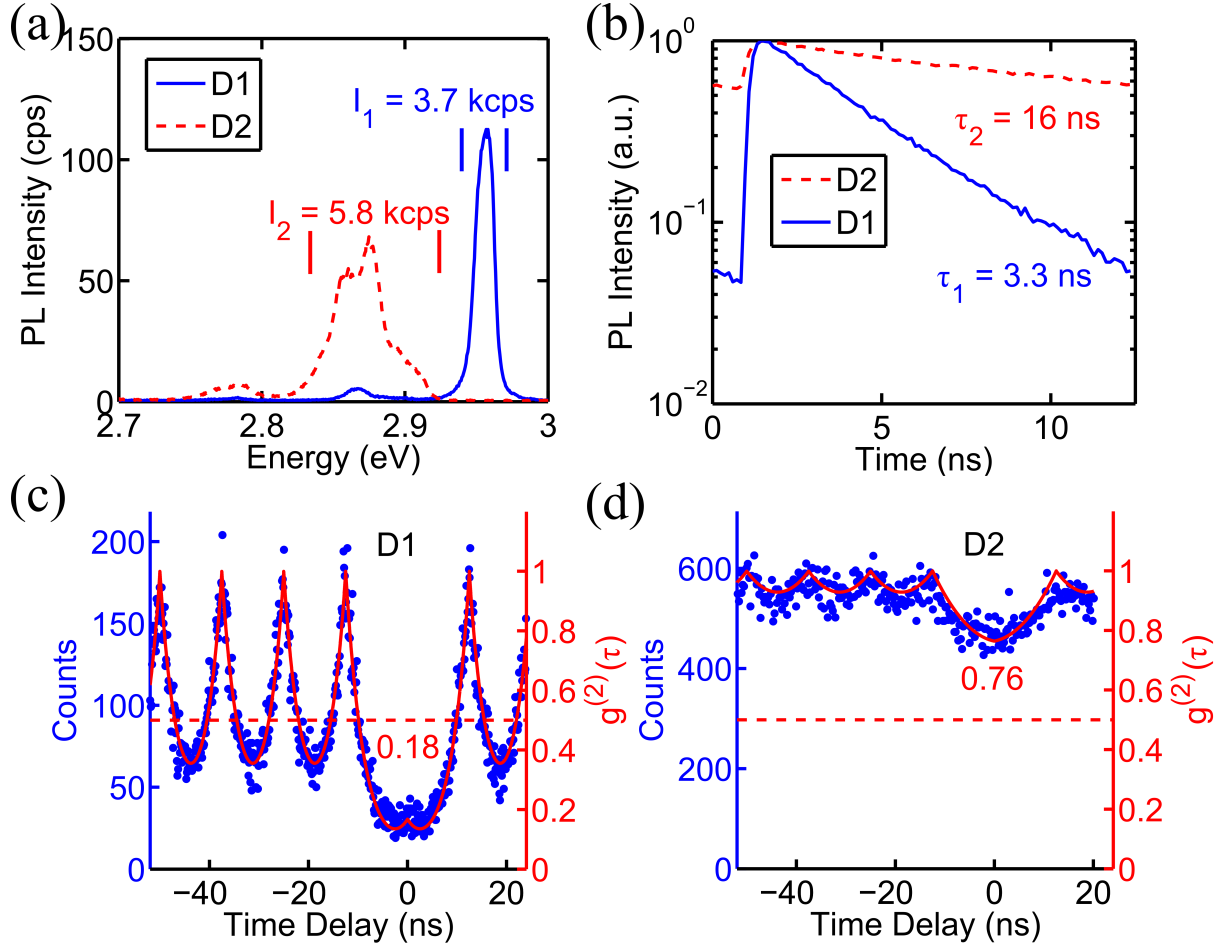 (a)
150
100
50
0
PL Intensity (cps)
D1
D2
I1 = 3.7 kcps
I2 = 5.8 kcps
2.7
2.8
2.9
3
Energy (eV)
(b)
10^0
10^-1
10^-2
PL Intensity (a.u.)
τ2 = 16 ns
D2
D1
τ1 = 3.3 ns
0
5
10
Time (ns)
(c)
200
150
100
50
0
Counts
D1
0.18
1
0.8
0.6
0.4
0.2
0
g^(2)(τ)
−40
−20
0
20
Time Delay (ns)
(d)
600
400
200
0
Counts
D2
0.76
1
0.8
0.6
0.4
0.2
0
g^(2)(τ)
−40
−20
0
20
Time Delay (ns)